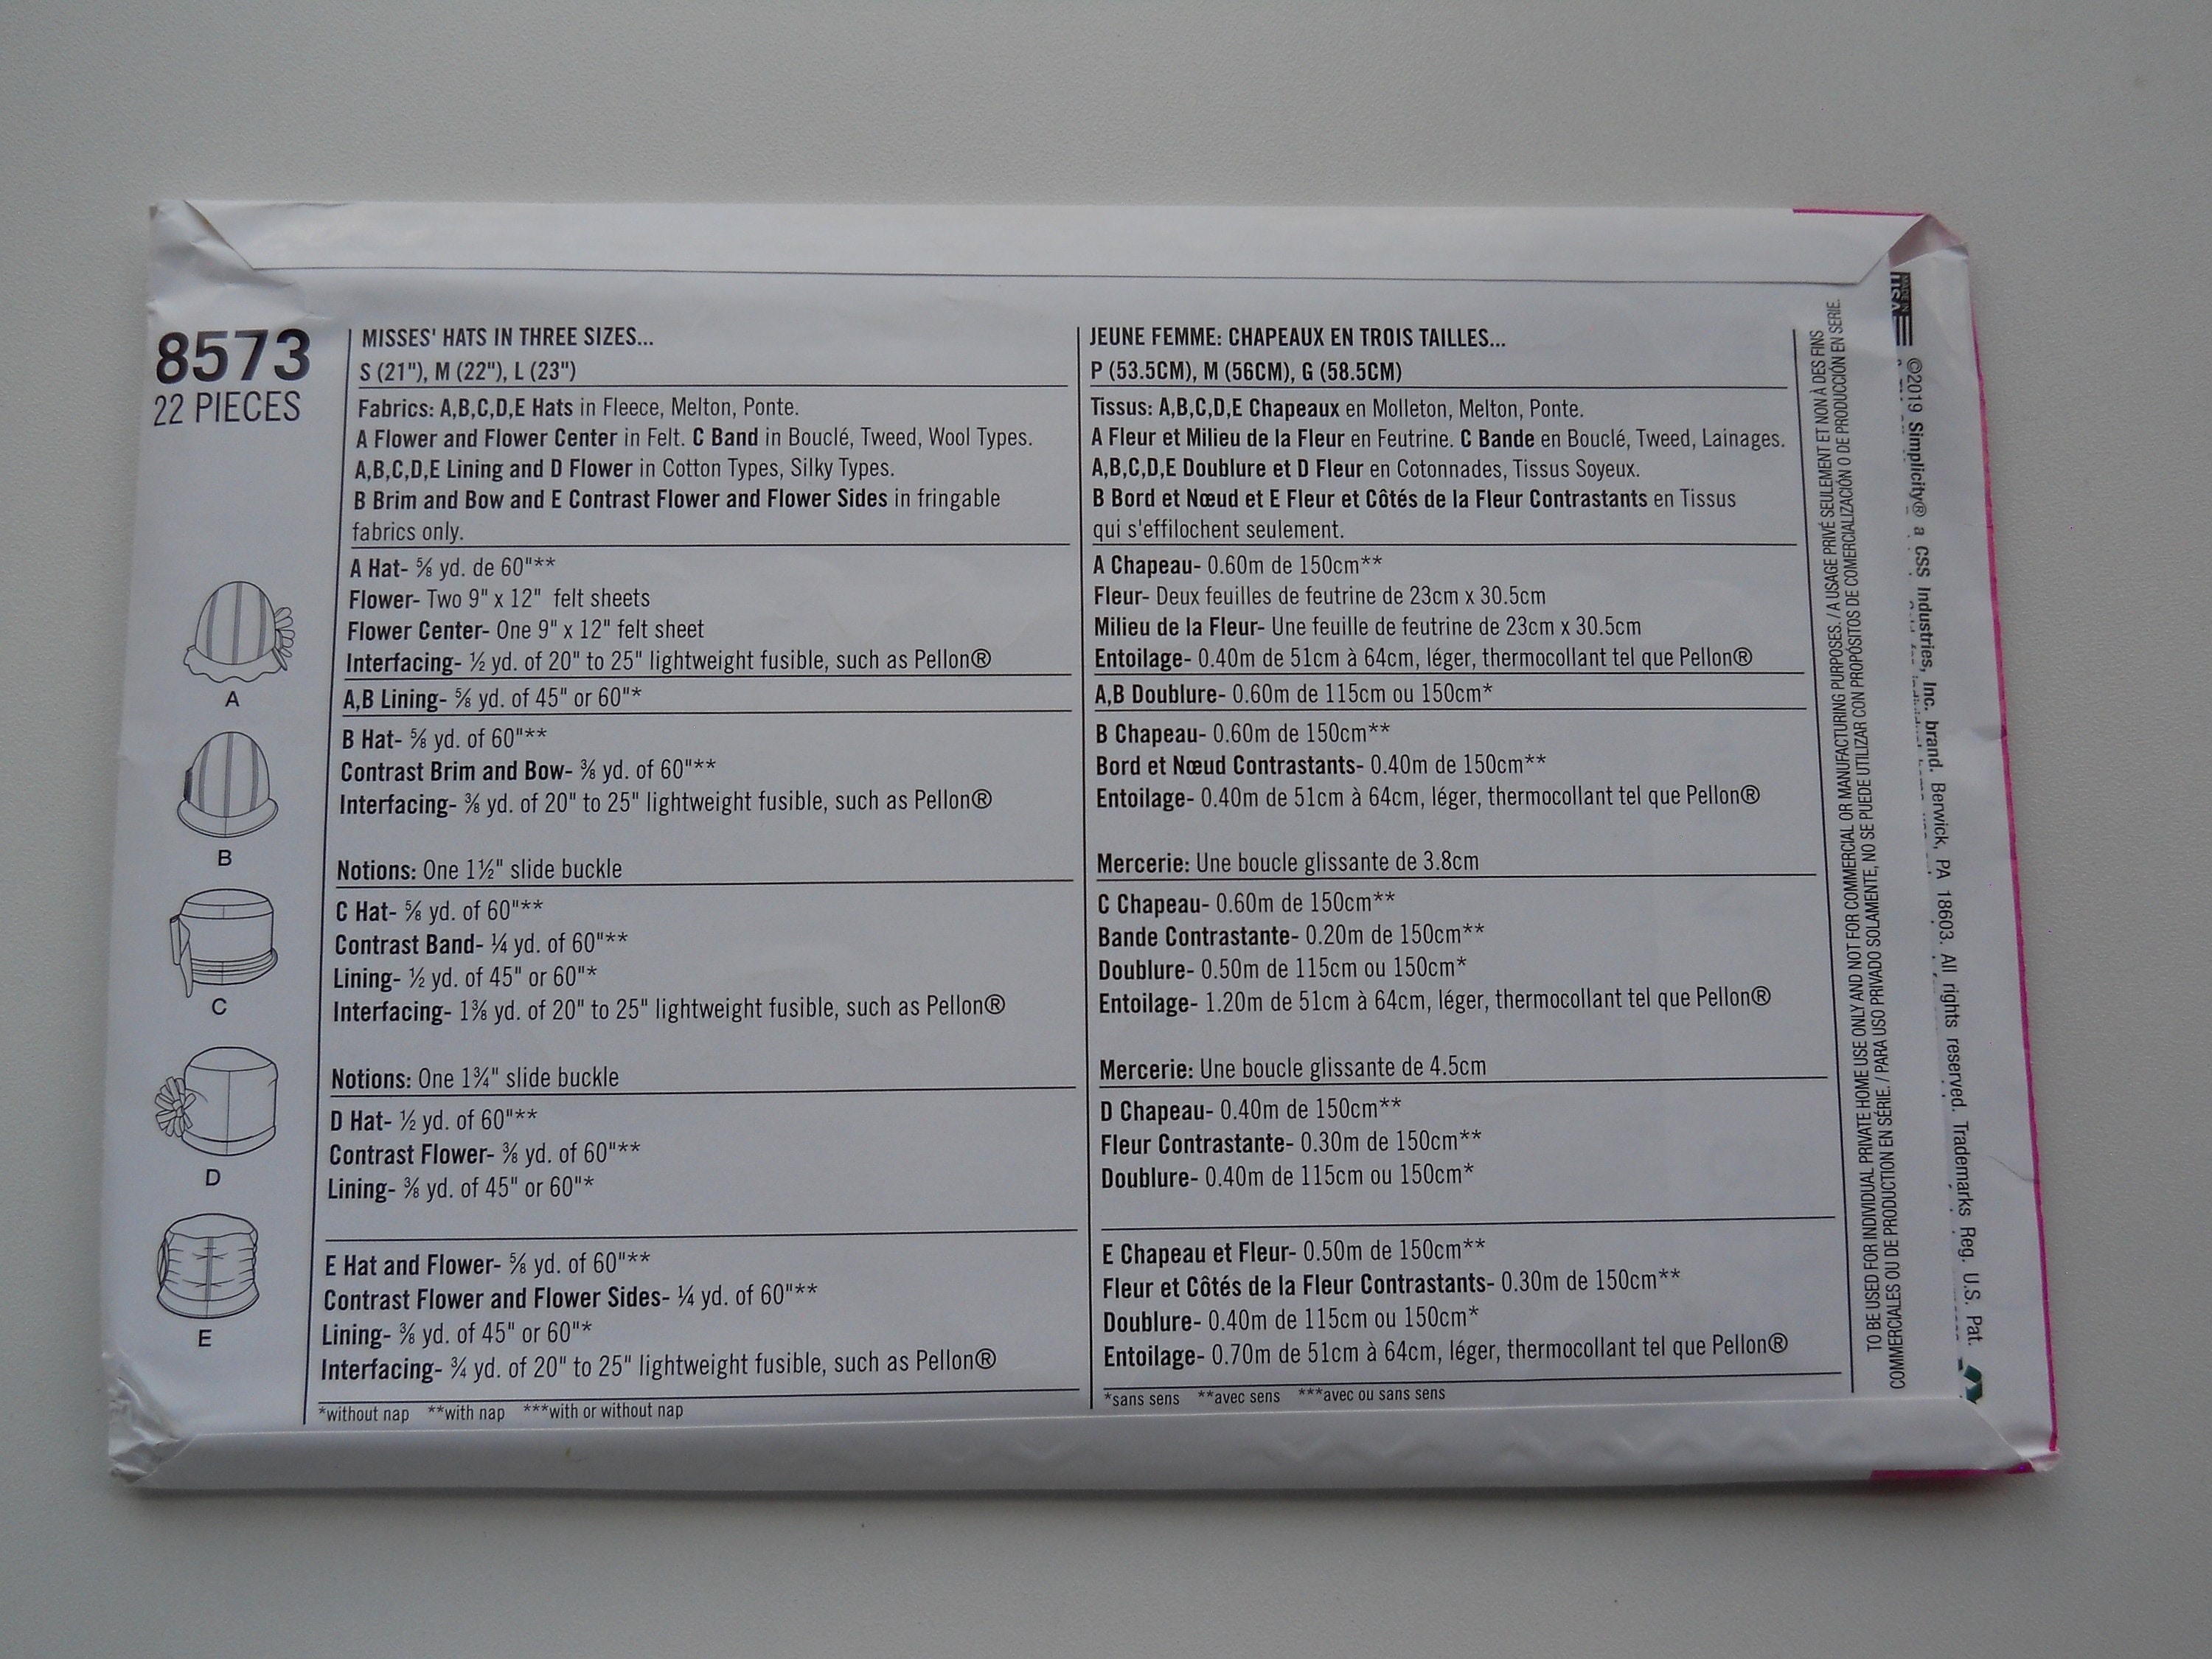 8573
22 PIECES
A
B
C
D
E
MISSES' HATS IN THREE SIZES...
S (21"), M (22"), L (23")
Fabrics: A,B,C,D,E Hats in Fleece, Melton, Ponte.
A Flower and Flower Center in Felt. C Band in Bouclé, Tweed, Wool Types.
A,B,C,D,E Lining and D Flower in Cotton Types, Silky Types.
B Brim and Bow and E Contrast Flower and Flower Sides in fringable
fabrics only.
A Hat- ⅝ yd. de 60"**
Flower- Two 9" x 12" felt sheets
Flower Center- One 9" x 12" felt sheet
Interfacing- ½ yd. of 20" to 25" lightweight fusible, such as Pellon®
A,B Lining- ⅝ yd. of 45" or 60"*
B Hat- ⅝ yd. of 60"**
Contrast Brim and Bow- ⅜ yd. of 60"**
Interfacing- ⅜ yd. of 20" to 25" lightweight fusible, such as Pellon®
Notions: One 1½" slide buckle
C Hat- ⅝ yd. of 60"**
Contrast Band- ¼ yd. of 60"**
Lining- ½ yd. of 45" or 60"*
Interfacing- 1⅜ yd. of 20" to 25" lightweight fusible, such as Pellon®
Notions: One 1¾" slide buckle
D Hat- ½ yd. of 60"**
Contrast Flower- ⅜ yd. of 60"**
Lining- ⅜ yd. of 45" or 60"*
E Hat and Flower- ⅝ yd. of 60"**
Contrast Flower and Flower Sides- ¼ yd. of 60"**
Lining- ⅜ yd. of 45" or 60"*
Interfacing- ¾ yd. of 20" to 25" lightweight fusible, such as Pellon®
*without nap **with nap ***with or without nap
JEUNE FEMME: CHAPEAUX EN TROIS TAILLES...
P (53.5CM), M (56CM), G (58.5CM)
Tissus: A,B,C,D,E Chapeaux en Molleton, Melton, Ponte.
A Fleur et Milieu de la Fleur en Feutrine. C Bande en Bouclé, Tweed, Lainages.
A,B,C,D,E Doublure et D Fleur en Cotonnades, Tissus Soyeux.
B Bord et Nœud et E Fleur et Côtés de la Fleur Contrastants en Tissus
qui s'effilochent seulement.
A Chapeau- 0.60m de 150cm**
Fleur- Deux feuilles de feutrine de 23cm x 30.5cm
Milieu de la Fleur- Une feuille de feutrine de 23cm x 30.5cm
Entoilage- 0.40m de 51cm à 64cm, léger, thermocollant tel que Pellon®
A,B Doublure- 0.60m de 115cm ou 150cm*
B Chapeau- 0.60m de 150cm**
Bord et Nœud Contrastants- 0.40m de 150cm**
Entoilage- 0.40m de 51cm à 64cm, léger, thermocollant tel que Pellon®
Mercerie: Une boucle glissante de 3.8cm
C Chapeau- 0.60m de 150cm**
Bande Contrastante- 0.20m de 150cm**
Doublure- 0.50m de 115cm ou 150cm*
Entoilage- 1.20m de 51cm à 64cm, léger, thermocollant tel que Pellon®
Mercerie: Une boucle glissante de 4.5cm
D Chapeau- 0.40m de 150cm**
Fleur Contrastante- 0.30m de 150cm**
Doublure- 0.40m de 115cm ou 150cm*
E Chapeau et Fleur- 0.50m de 150cm**
Fleur et Côtés de la Fleur Contrastants- 0.30m de 150cm**
Doublure- 0.40m de 115cm ou 150cm*
Entoilage- 0.70m de 51cm à 64cm, léger, thermocollant tel que Pellon®
*sans sens **avec sens ***avec ou sans sens
TO BE USED FOR INDIVIDUAL PRIVATE HOME USE ONLY AND NOT FOR COMMERCIAL OR MANUFACTURING PURPOSES. / A USAGE PRIVÉ SEULEMENT ET NON À DES FINS
COMMERCIALES OU DE PRODUCTION EN SÉRIE. / PARA USO PRIVADO SOLAMENTE, NO SE PUEDE UTILIZAR CON PROPÓSITOS DE COMERCIALIZACIÓN O DE PRODUCCIÓN EN SERIE.
MADE IN
USA
©2019 Simplicity® a CSS Industries, Inc. brand. Berwick, PA 18603. All rights reserved. Trademarks Reg. U.S. Pat.